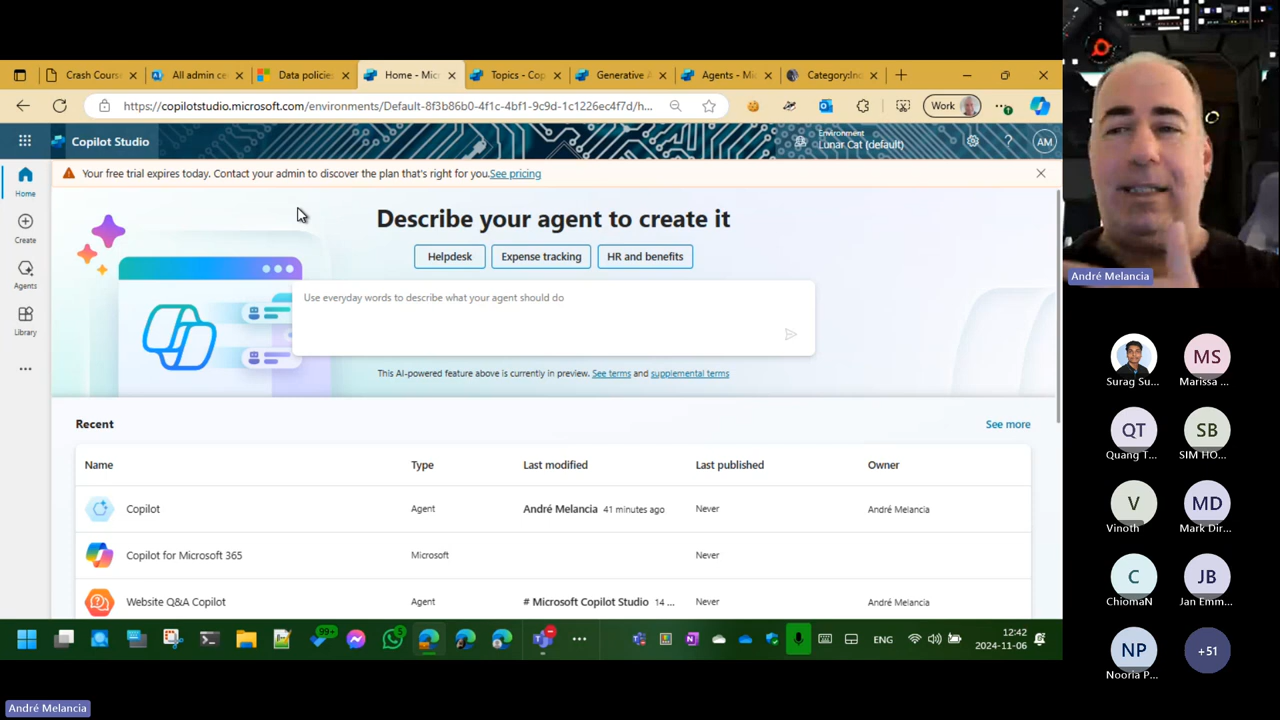 Crash Cours
All admin ce
Data policies
Home - Micr
Topics - Cop
Generative A
Agents - Mi
Category:Inc
https://copilotstudio.microsoft.com/environments/Default-8f3b86b0-4f1c-4bf1-9c9d-1c1226ec4f7d/h...
Work
Copilot Studio
Environment
Lunar Cat (default)
AM
Home
Create
Agents
Library
Your free trial expires today. Contact your admin to discover the plan that's right for you. See pricing
Describe your agent to create it
Helpdesk
Expense tracking
HR and benefits
Use everyday words to describe what your agent should do
This AI-powered feature above is currently in preview. See terms and supplemental terms
Recent
See more
Name Type Last modified Last published Owner
Copilot Agent André Melancia 41 minutes ago Never André Melancia
Copilot for Microsoft 365 Microsoft Never
Website Q&A Copilot Agent # Microsoft Copilot Studio 14 ... Never André Melancia
99+
5
ENG
12:42
2024-11-06
André Melancia
Surag Su...
MS
Marissa ...
QT
Quang T...
SB
SIM HO...
V
Vinoth
MD
Mark Dir...
C
ChiomaN
JB
Jan Emm...
NP
Nooria P...
+51
André Melancia